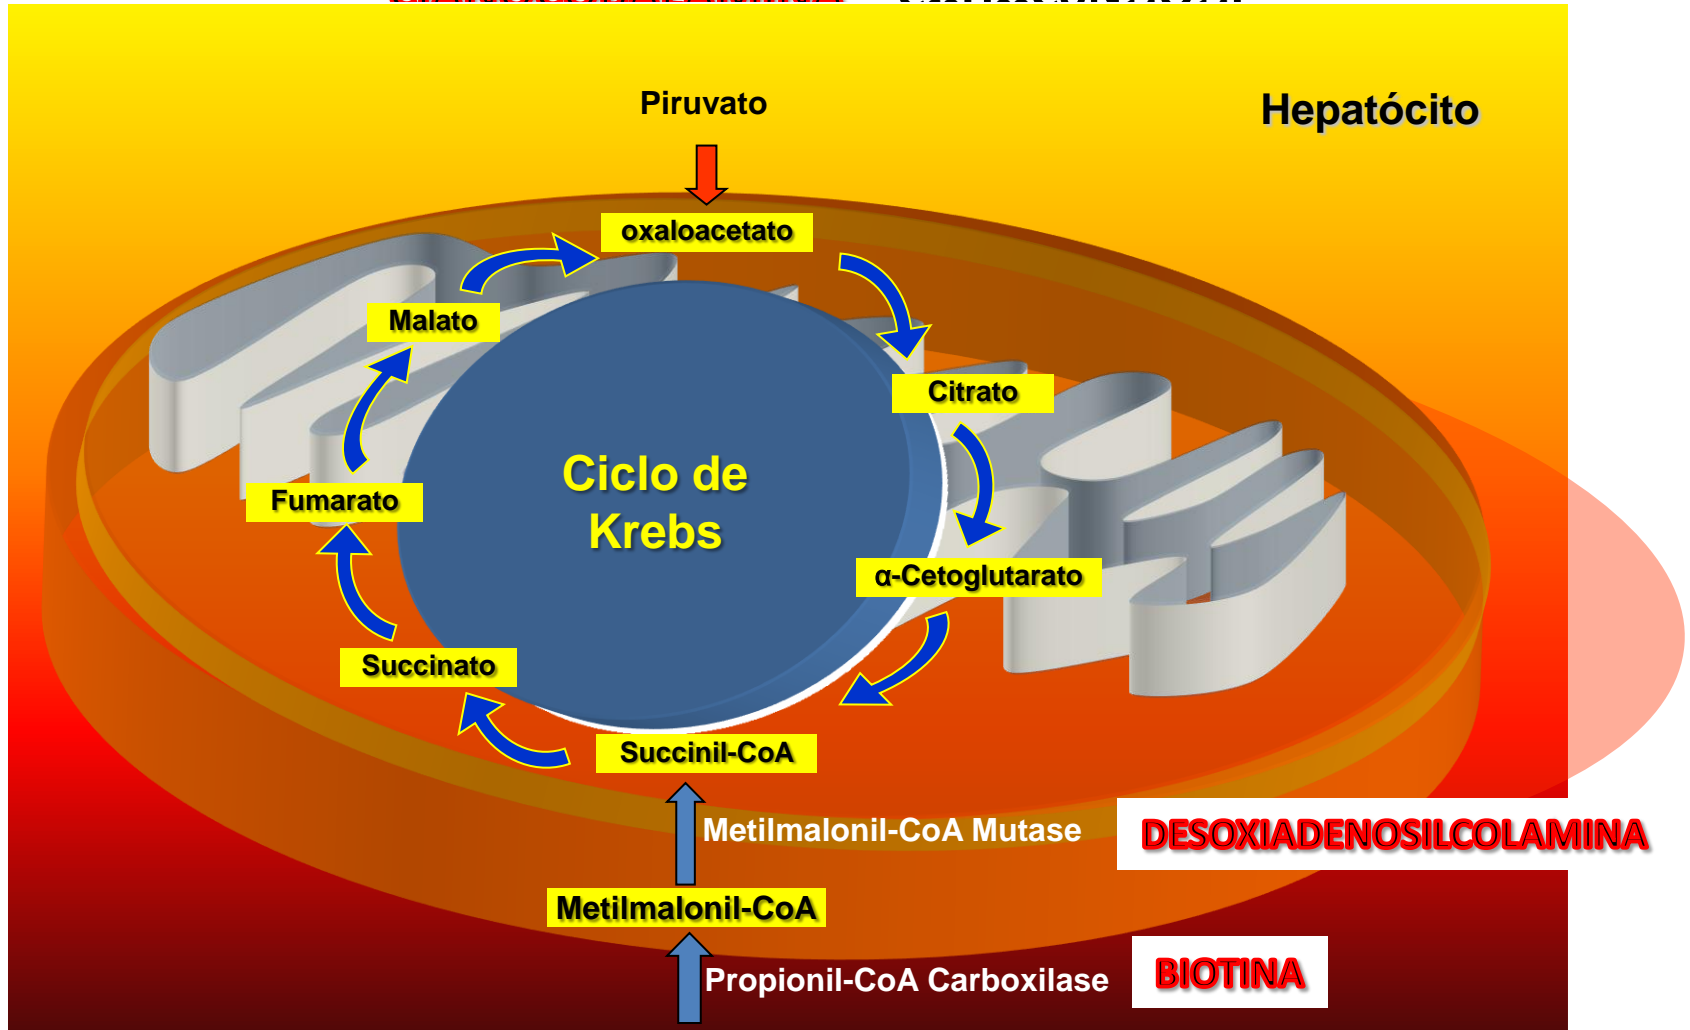 Piruvato
Hepatócito
oxaloacetato
Malato
Citrato
Ciclo de
Krebs
Fumarato
α-Cetoglutarato
Succinato
Succinil-CoA
Metilmalonil-CoA Mutase
DESOXIADENOSILCOLAMINA
Metilmalonil-CoA
Propionil-CoA Carboxilase
BIOTINA